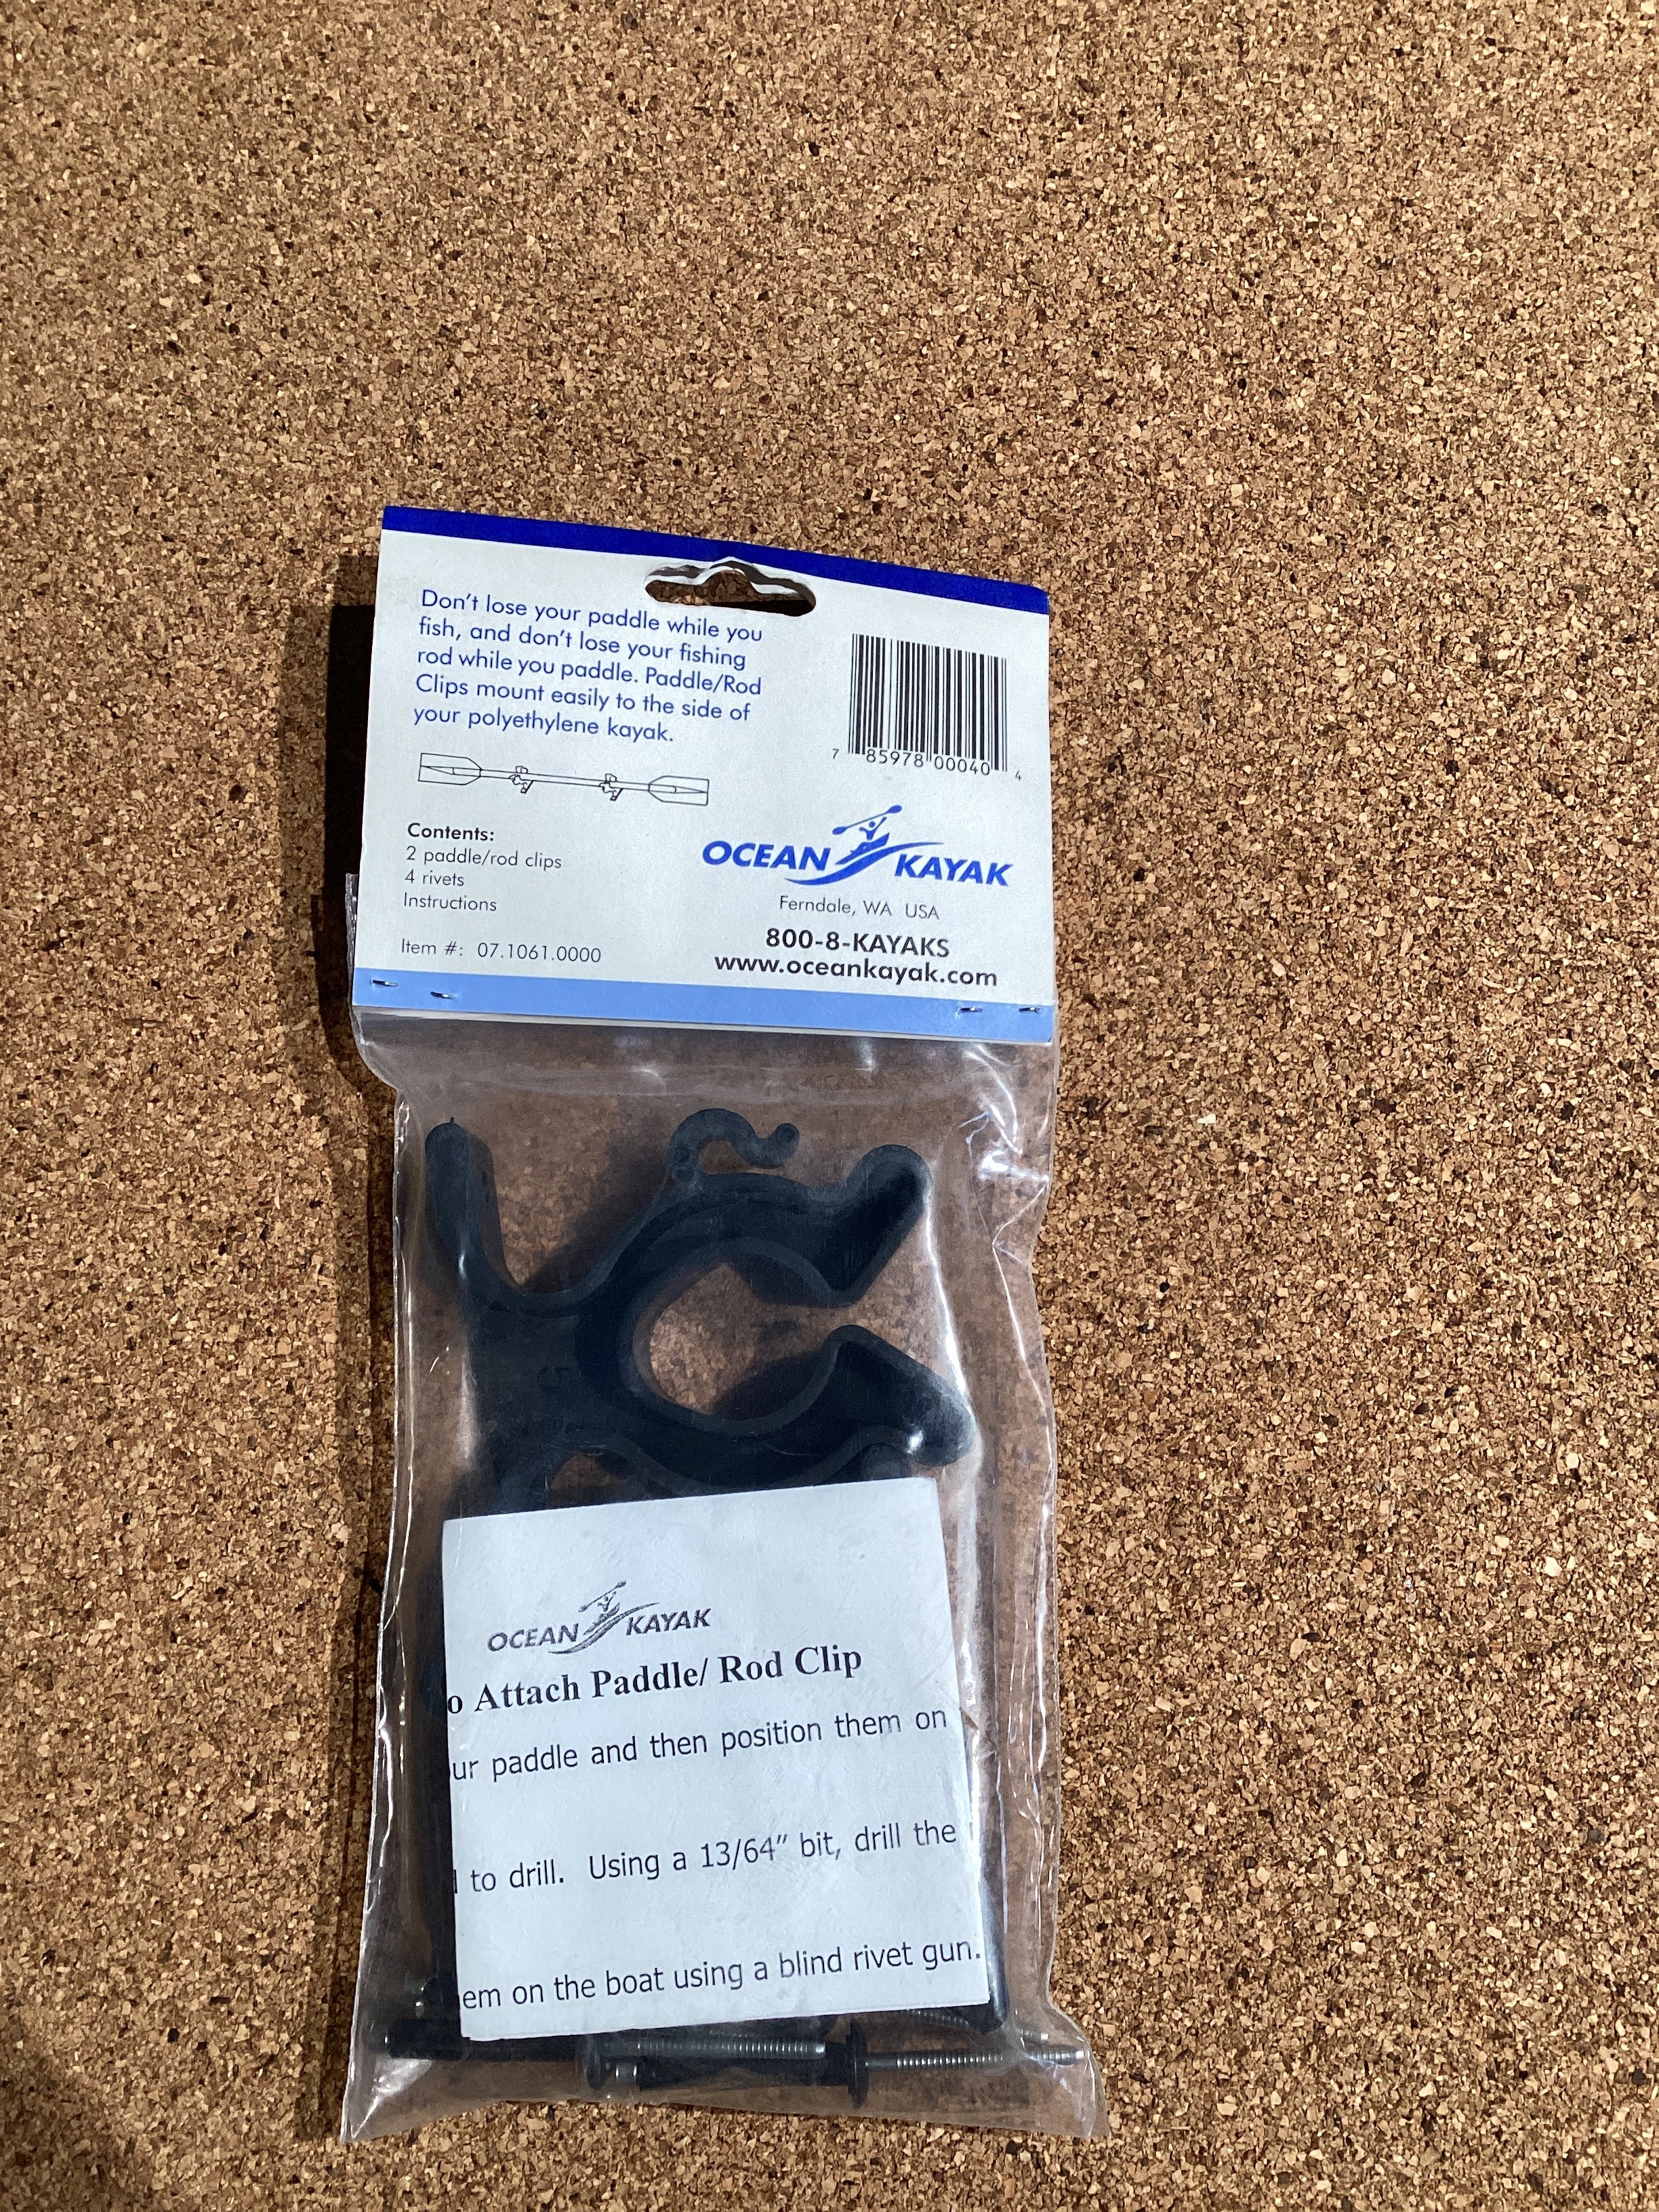 Don't lose your paddle while you
fish, and don't lose your fishing
rod while you paddle. Paddle/Rod
Clips mount easily to the side of
your polyethylene kayak.
7 85978 00040 4
Contents:
2 paddle/rod clips
4 rivets
Instructions
Item #: 07.1061.0000
OCEAN KAYAK
Ferndale, WA USA
800-8-KAYAKS
www.oceankayak.com
OCEAN KAYAK
o Attach Paddle/ Rod Clip
ur paddle and then position them on
to drill. Using a 13/64" bit, drill the
em on the boat using a blind rivet gun.